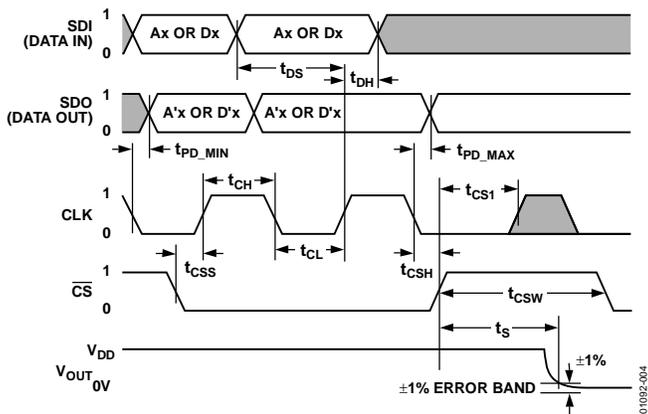 SDI
(DATA IN)
1
0
Ax OR Dx
Ax OR Dx
tDS
tDH
SDO
(DATA OUT)
1
0
A'x OR D'x
A'x OR D'x
tPD_MIN
tPD_MAX
tCH
tCS1
CLK
1
0
tCL
tCSS
tCSH
CS
1
0
tCSW
tS
VDD
VOUT
0V
±1%
±1% ERROR BAND
01092-004